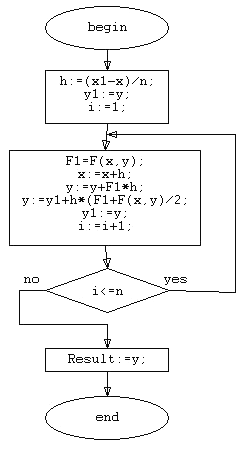 begin
h:=(x1-x)/n;
y1:=y;
i:=1;
F1=F(x,y);
x:=x+h;
y:=y+F1*h;
y:=y1+h*(F1+F(x,y)/2;
y1:=y;
i:=i+1;
no
yes
i<=n
Result:=y;
end